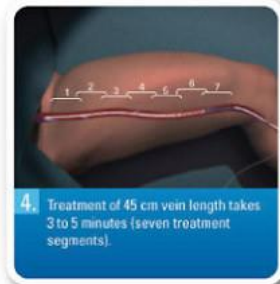 1 2 3 4 5 6 7
4. Treatment of 45 cm vein length takes
3 to 5 minutes (seven treatment
segments).